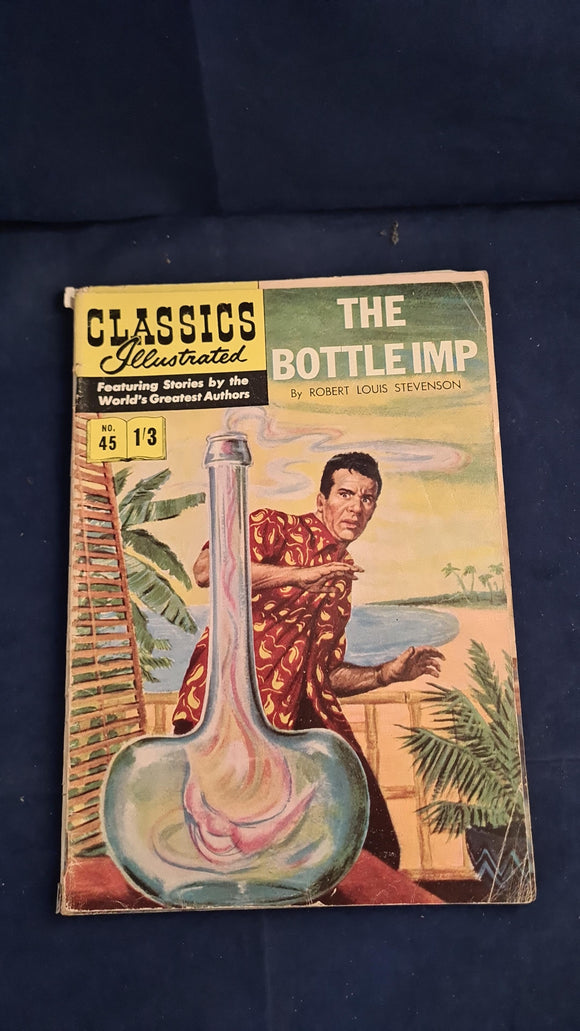 CLASSICS
Illustrated
Featuring Stories by the
World's Greatest Authors
NO.
45
1/3
THE
BOTTLE IMP
By ROBERT LOUIS STEVENSON